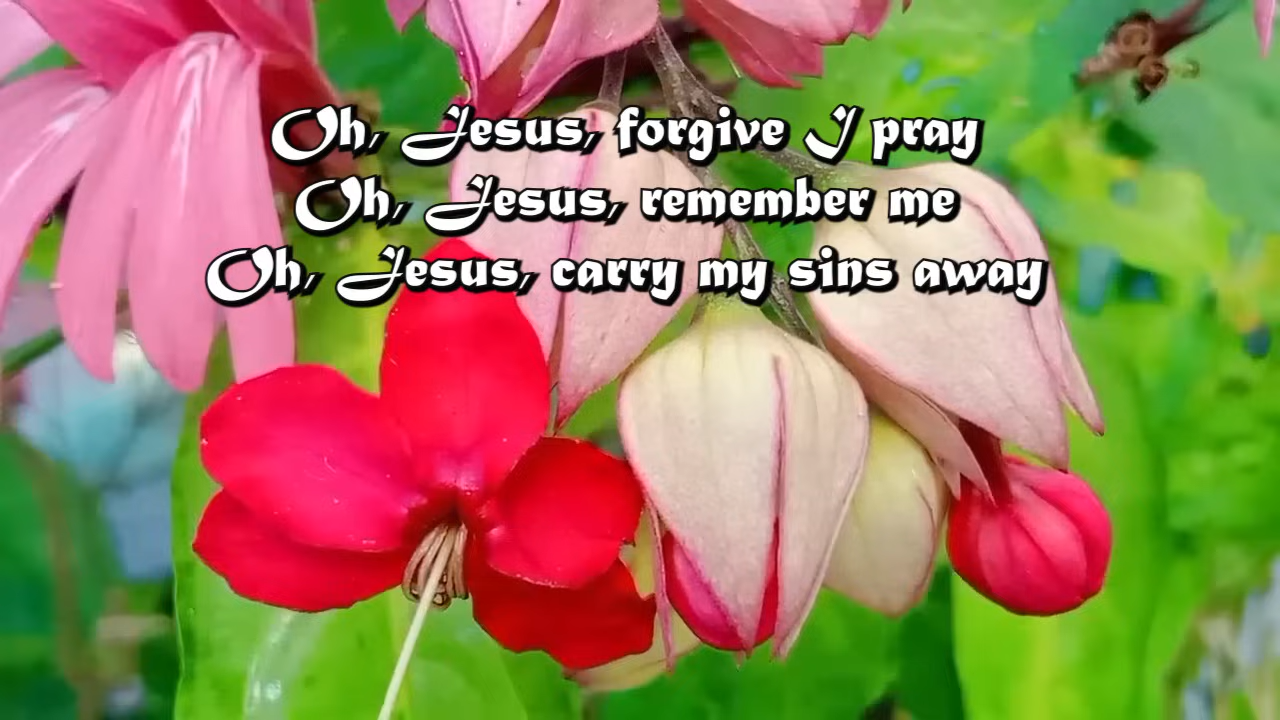 Oh, Jesus, forgive I pray
Oh, Jesus, remember me
Oh, Jesus, carry my sins away